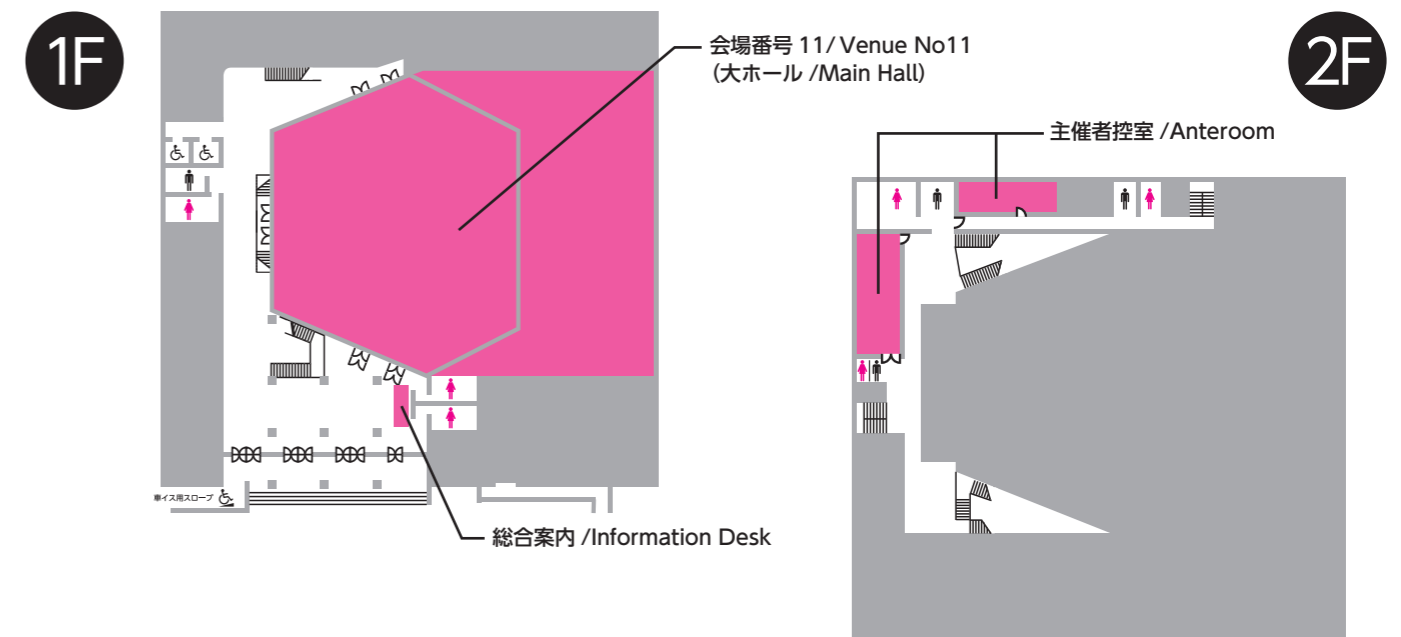 1F
会場番号 11/ Venue No11
(大ホール /Main Hall)
2F
主催者控室 /Anteroom
車イス用スロープ
総合案内 /Information Desk